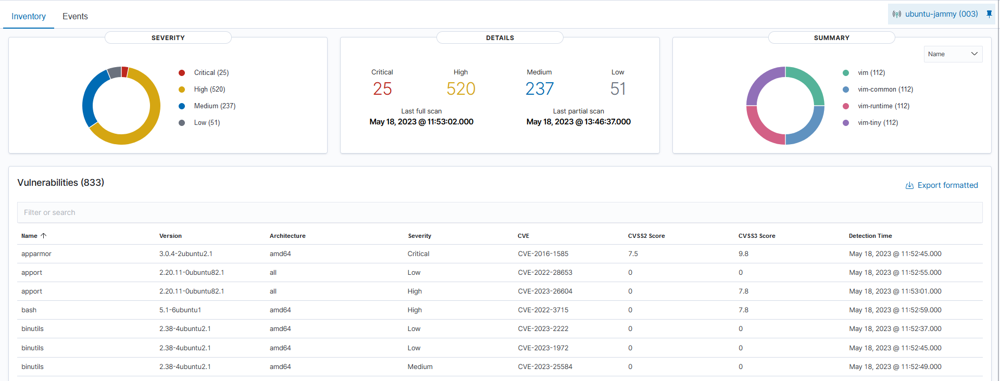 Inventory Events ubuntu-jammy (003)
SEVERITY
Critical (25)
High (520)
Medium (237)
Low (51)
DETAILS
Critical High Medium Low
25 520 237 51
Last full scan Last partial scan
May 18, 2023 @ 11:53:02.000 May 18, 2023 @ 13:46:37.000
SUMMARY
Name
vim (112)
vim-common (112)
vim-runtime (112)
vim-tiny (112)
Vulnerabilities (833)
Export formatted
Filter or search
Name Version Architecture Severity CVE CVSS2 Score CVSS3 Score Detection Time
apparmor 3.0.4-2ubuntu2.1 amd64 Critical CVE-2016-1585 7.5 9.8 May 18, 2023 @ 11:52:45.000
apport 2.20.11-0ubuntu82.1 all Low CVE-2022-28653 0 0 May 18, 2023 @ 11:52:55.000
apport 2.20.11-0ubuntu82.1 all High CVE-2023-26604 0 7.8 May 18, 2023 @ 11:53:01.000
bash 5.1-6ubuntu1 amd64 High CVE-2022-3715 0 7.8 May 18, 2023 @ 11:52:59.000
binutils 2.38-4ubuntu2.1 amd64 Low CVE-2023-2222 0 0 May 18, 2023 @ 11:52:37.000
binutils 2.38-4ubuntu2.1 amd64 Low CVE-2023-1972 0 0 May 18, 2023 @ 11:52:45.000
binutils 2.38-4ubuntu2.1 amd64 Medium CVE-2023-25584 0 0 May 18, 2023 @ 11:52:49.000